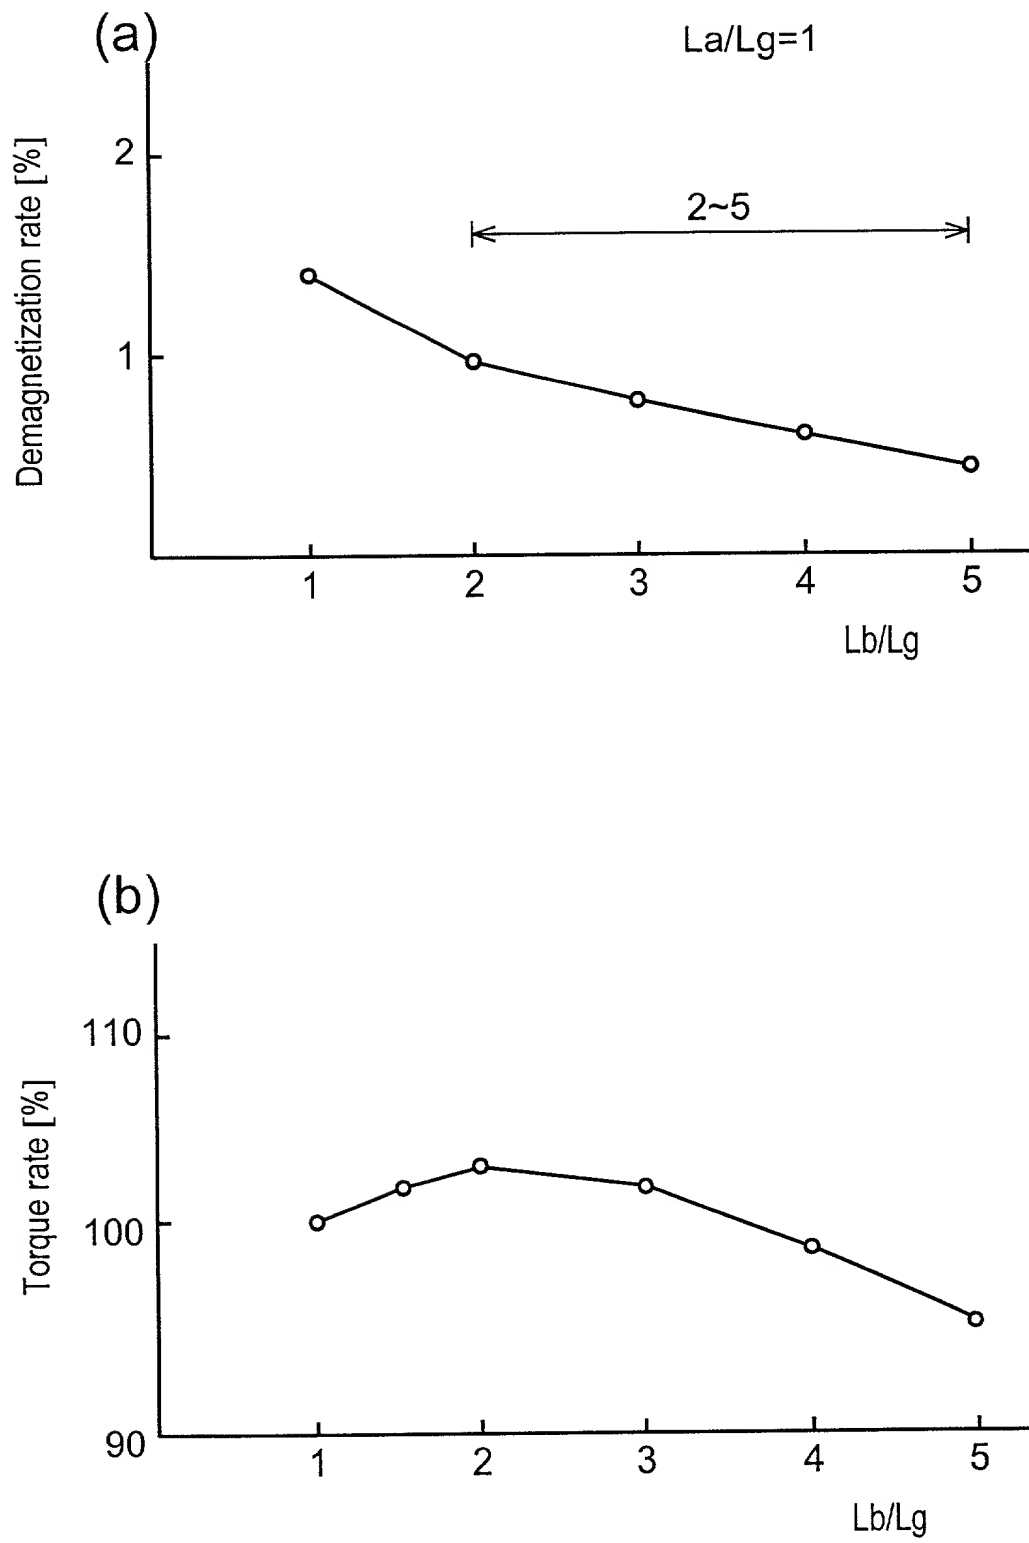 (a)
La/Lg=1
Demagnetization rate [%]
2
2~5
1
1 2 3 4 5
Lb/Lg
(b)
Torque rate [%]
110
100
90
1 2 3 4 5
Lb/Lg